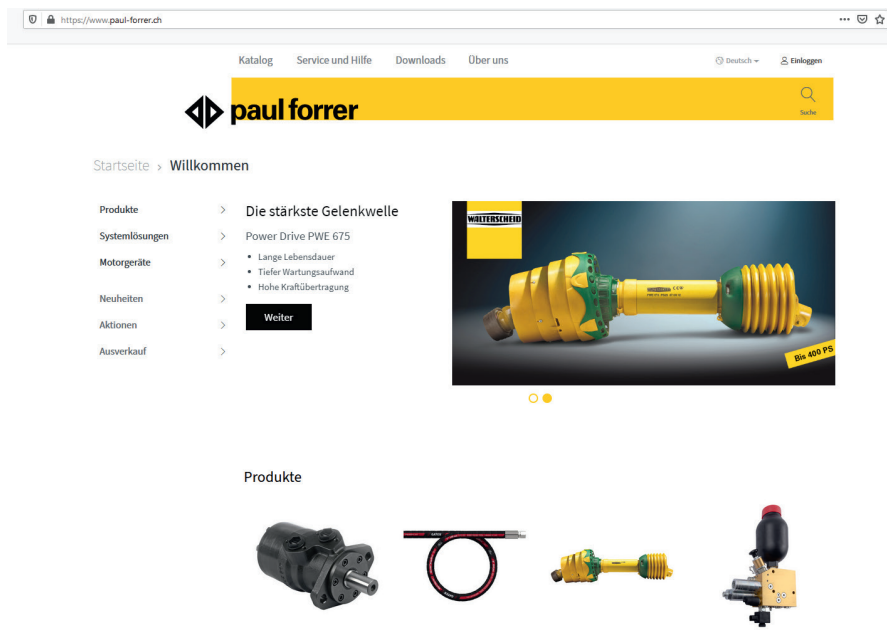 https://www.paul-forrer.ch
Katalog Service und Hilfe Downloads Über uns Deutsch Einloggen
paul forrer
Suche
Startseite > Willkommen
Produkte
Systemlösungen
Motorgeräte
Neuheiten
Aktionen
Ausverkauf
Die stärkste Gelenkwelle
Power Drive PWE 675
• Lange Lebensdauer
• Tiefer Wartungsaufwand
• Hohe Kraftübertragung
Weiter
WALTERSCHEID
Bis 400 PS
Produkte